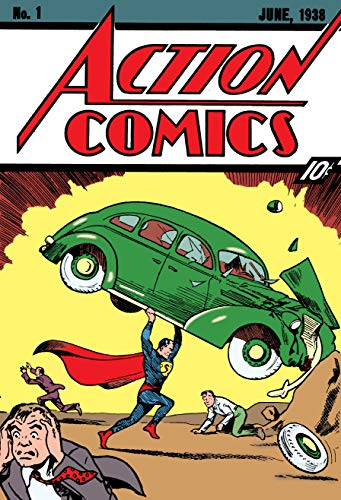 No. 1 JUNE, 1938
ACTION
COMICS
10¢
S